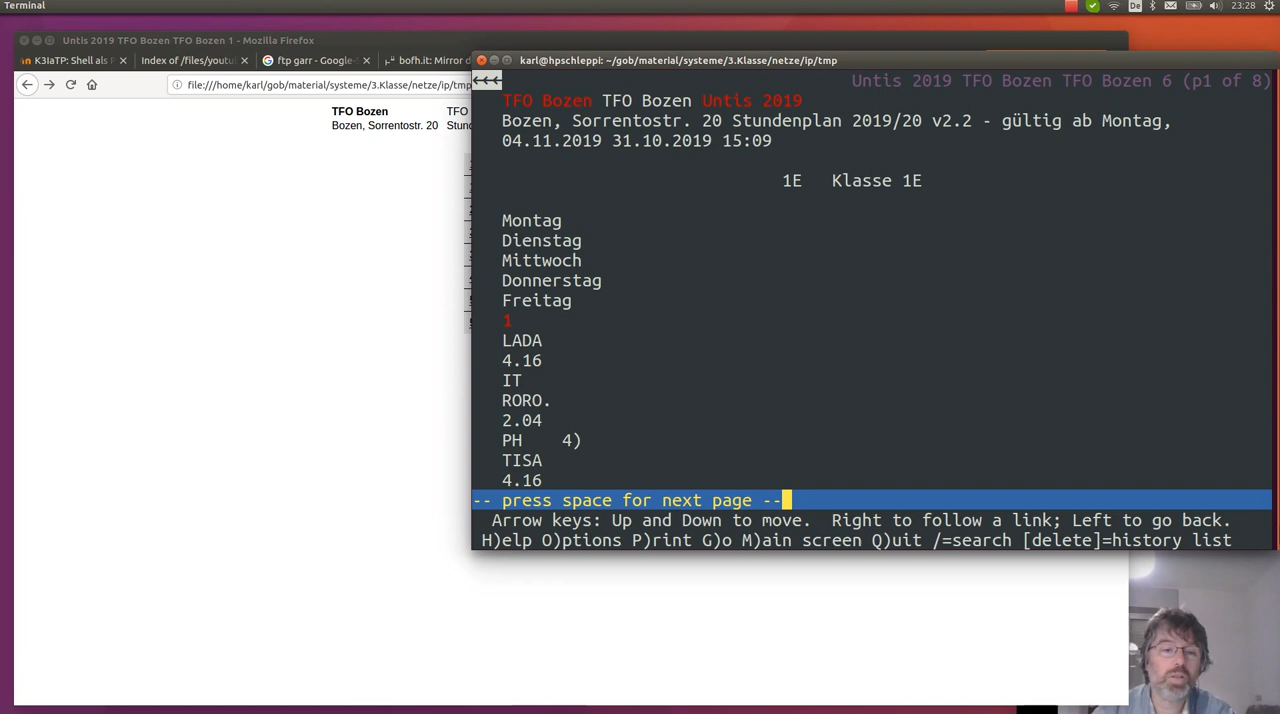 Terminal
De
23:28
Untis 2019 TFO Bozen TFO Bozen 1 - Mozilla Firefox
K3IaTP: Shell als P
Index of /files/youtu
ftp garr - Google-S
bofh.it: Mirror d
file:///home/karl/gob/material/systeme/3.Klasse/netze/ip/tmp
TFO Bozen
TFO
Bozen, Sorrentostr. 20
Stund
karl@hpschleppi: ~/gob/material/systeme/3.Klasse/netze/ip/tmp
<<<
Untis 2019 TFO Bozen TFO Bozen 6 (p1 of 8)
TFO Bozen TFO Bozen Untis 2019
Bozen, Sorrentostr. 20 Stundenplan 2019/20 v2.2 - gültig ab Montag,
04.11.2019 31.10.2019 15:09
1E Klasse 1E
Montag
Dienstag
Mittwoch
Donnerstag
Freitag
1
LADA
4.16
IT
RORO.
2.04
PH 4)
TISA
4.16
-- press space for next page --
Arrow keys: Up and Down to move. Right to follow a link; Left to go back.
H)elp O)ptions P)rint G)o M)ain screen Q)uit /=search [delete]=history list